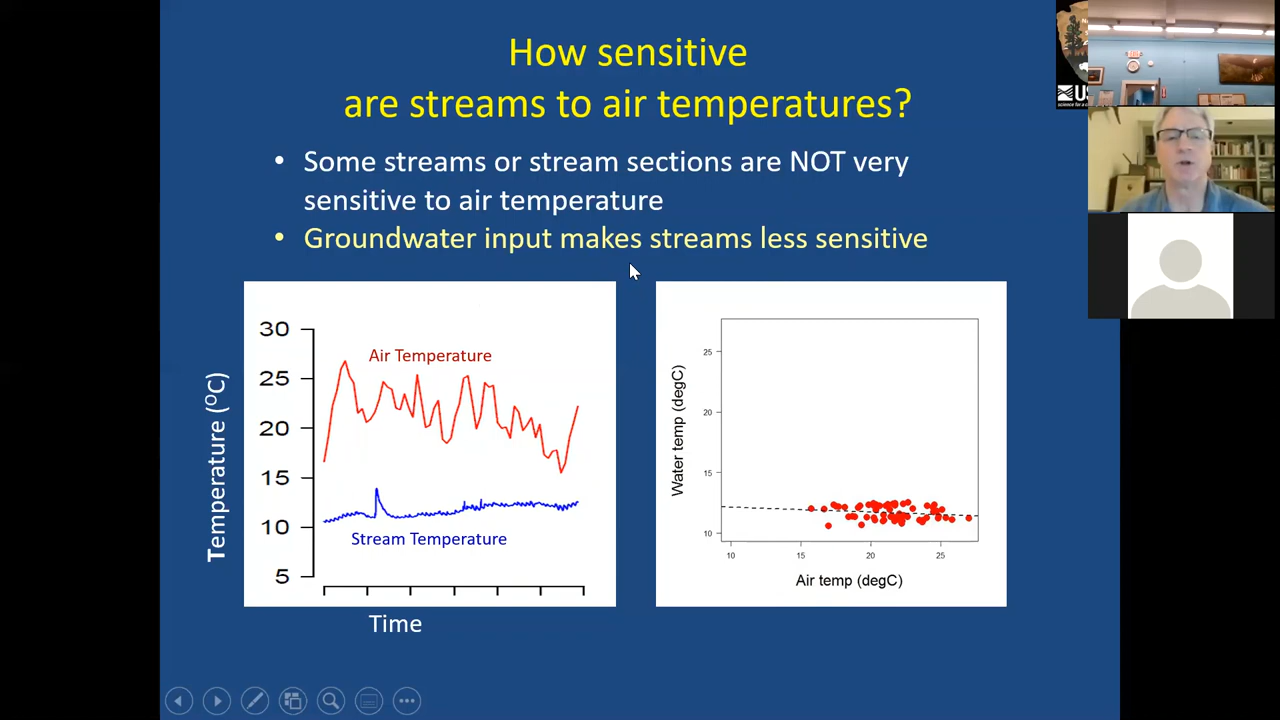 How sensitive
are streams to air temperatures?
• Some streams or stream sections are NOT very
sensitive to air temperature
• Groundwater input makes streams less sensitive
Temperature (ºC)
30
25
20
15
10
5
Air Temperature
Stream Temperature
Time
Water temp (degC)
25
20
15
10
10
15
20
25
Air temp (degC)